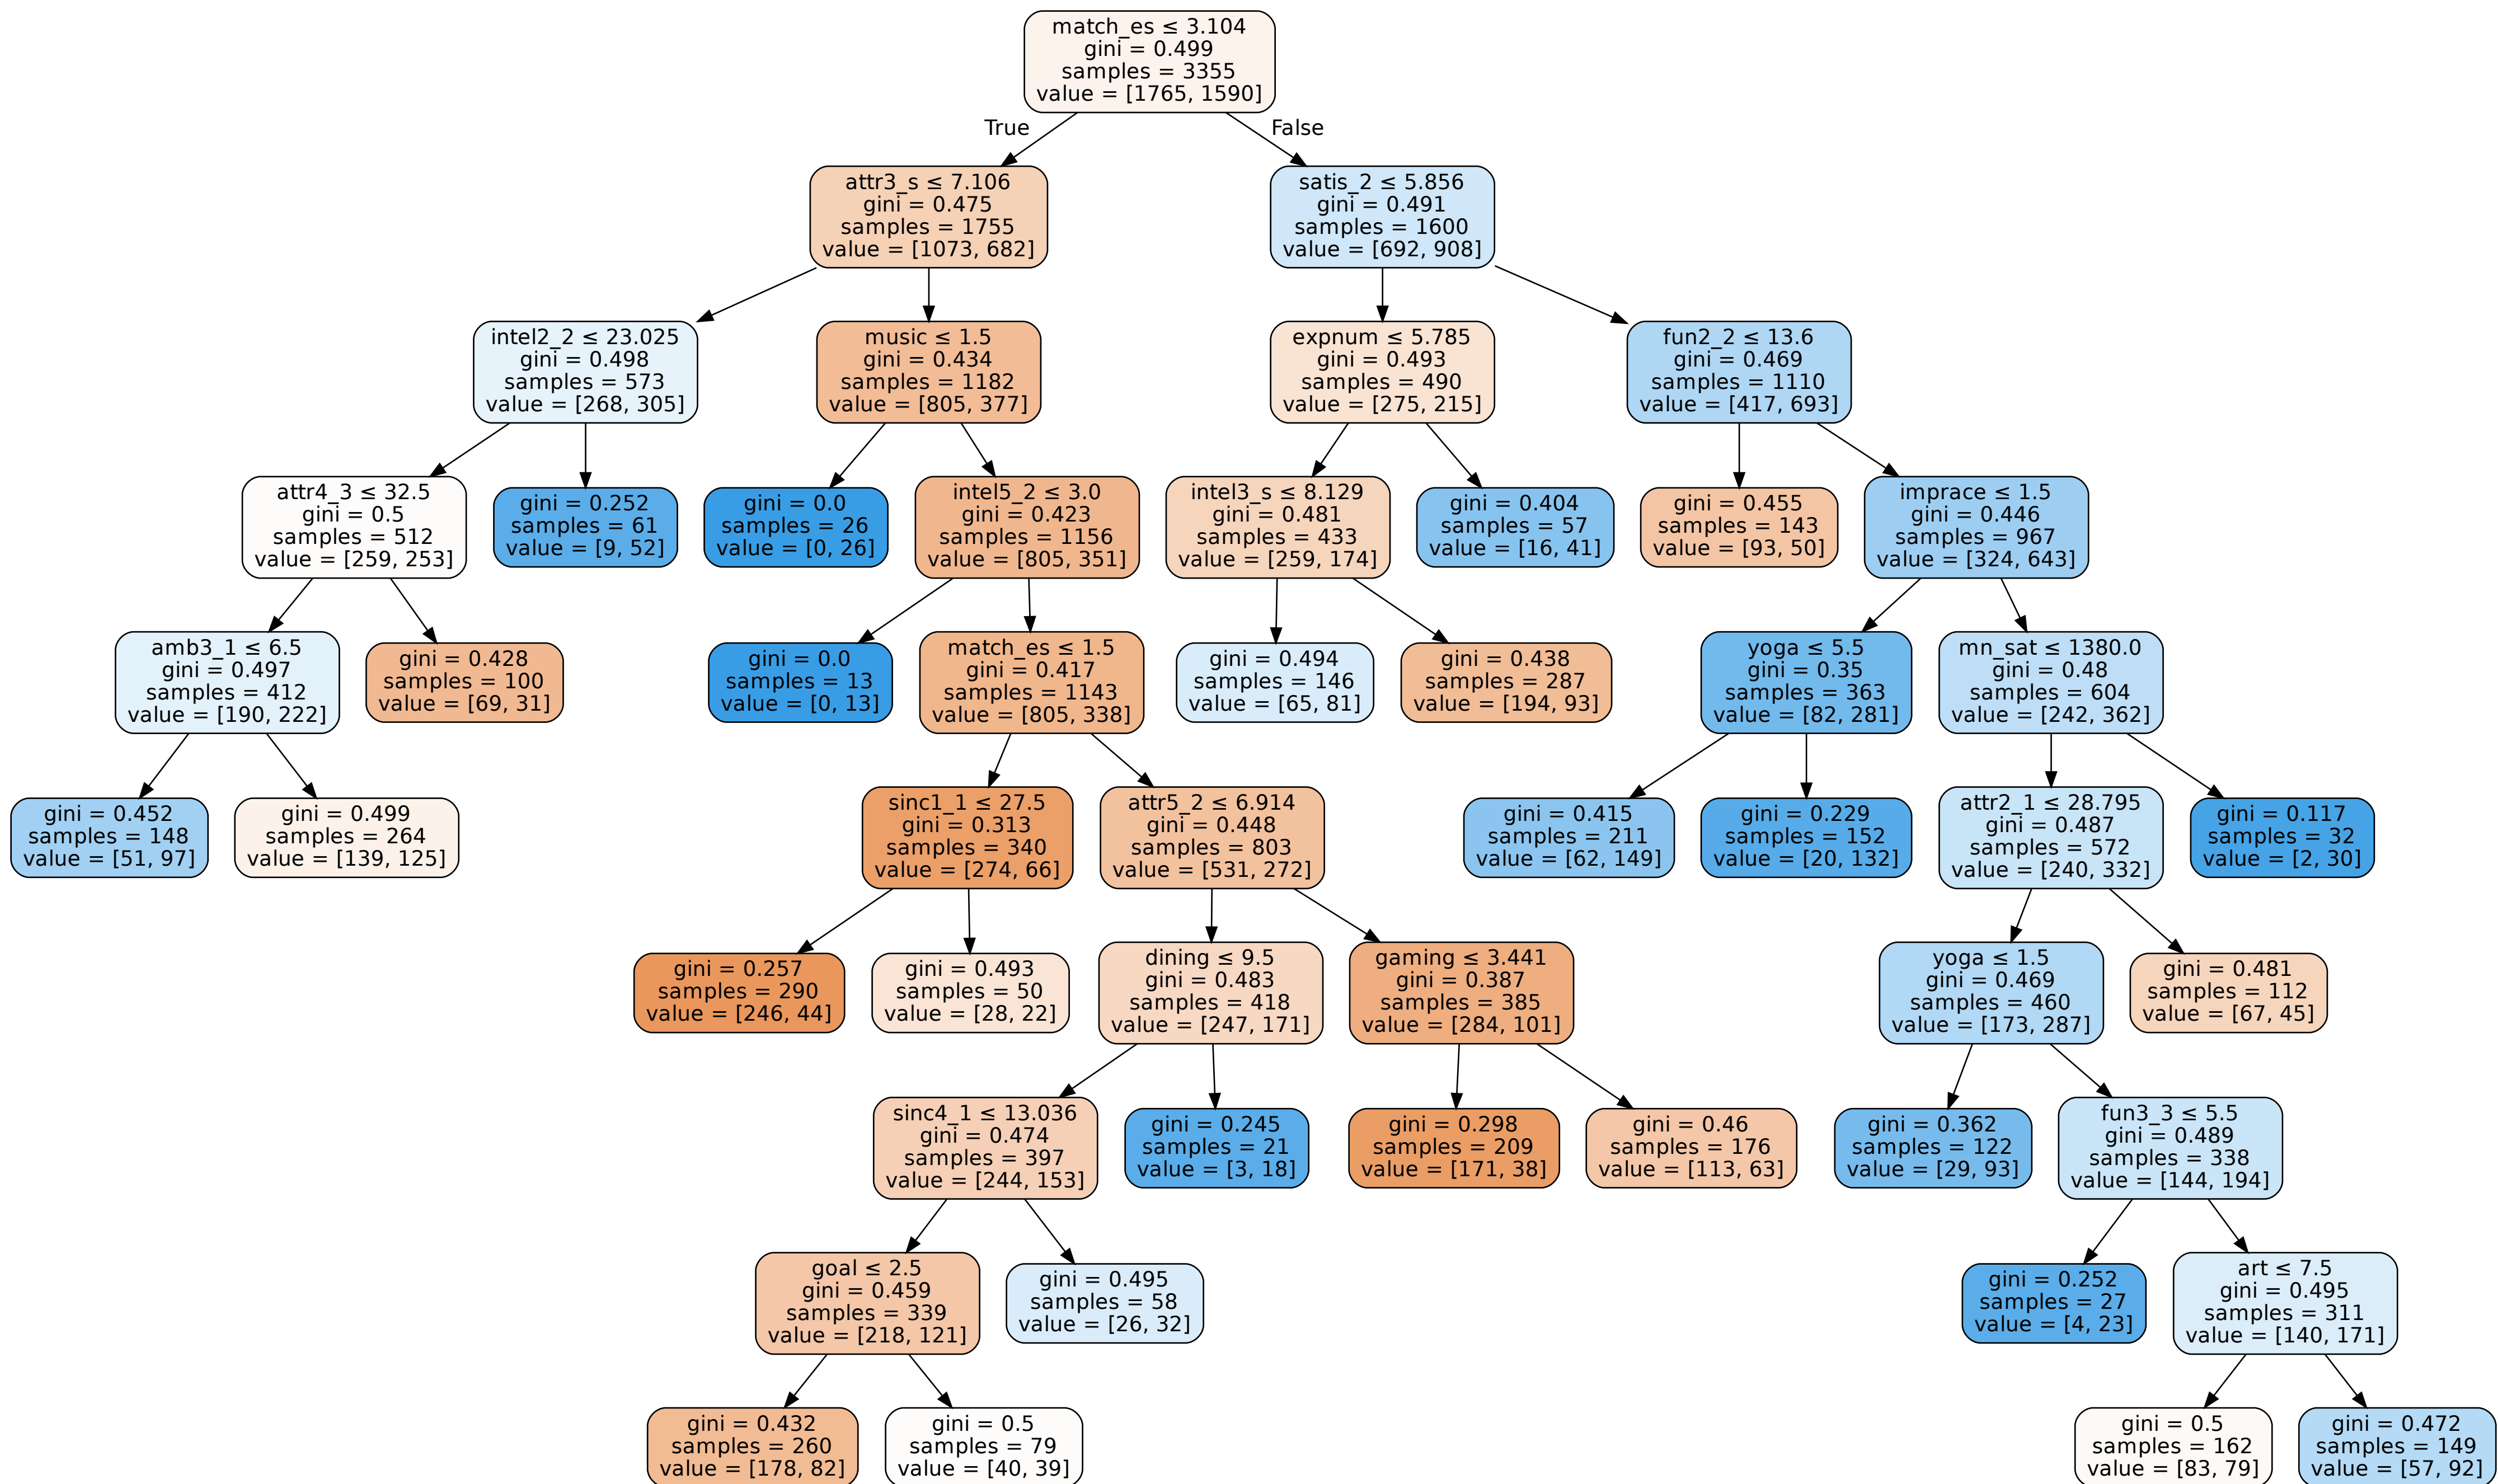 match_es ≤ 3.104
gini = 0.499
samples = 3355
value = [1765, 1590]
True
False
attr3_s ≤ 7.106
gini = 0.475
samples = 1755
value = [1073, 682]
satis_2 ≤ 5.856
gini = 0.491
samples = 1600
value = [692, 908]
intel2_2 ≤ 23.025
gini = 0.498
samples = 573
value = [268, 305]
music ≤ 1.5
gini = 0.434
samples = 1182
value = [805, 377]
expnum ≤ 5.785
gini = 0.493
samples = 490
value = [275, 215]
fun2_2 ≤ 13.6
gini = 0.469
samples = 1110
value = [417, 693]
attr4_3 ≤ 32.5
gini = 0.5
samples = 512
value = [259, 253]
gini = 0.252
samples = 61
value = [9, 52]
gini = 0.0
samples = 26
value = [0, 26]
intel5_2 ≤ 3.0
gini = 0.423
samples = 1156
value = [805, 351]
intel3_s ≤ 8.129
gini = 0.481
samples = 433
value = [259, 174]
gini = 0.404
samples = 57
value = [16, 41]
gini = 0.455
samples = 143
value = [93, 50]
imprace ≤ 1.5
gini = 0.446
samples = 967
value = [324, 643]
amb3_1 ≤ 6.5
gini = 0.497
samples = 412
value = [190, 222]
gini = 0.428
samples = 100
value = [69, 31]
gini = 0.0
samples = 13
value = [0, 13]
match_es ≤ 1.5
gini = 0.417
samples = 1143
value = [805, 338]
gini = 0.494
samples = 146
value = [65, 81]
gini = 0.438
samples = 287
value = [194, 93]
yoga ≤ 5.5
gini = 0.35
samples = 363
value = [82, 281]
mn_sat ≤ 1380.0
gini = 0.48
samples = 604
value = [242, 362]
gini = 0.452
samples = 148
value = [51, 97]
gini = 0.499
samples = 264
value = [139, 125]
sinc1_1 ≤ 27.5
gini = 0.313
samples = 340
value = [274, 66]
attr5_2 ≤ 6.914
gini = 0.448
samples = 803
value = [531, 272]
gini = 0.415
samples = 211
value = [62, 149]
gini = 0.229
samples = 152
value = [20, 132]
attr2_1 ≤ 28.795
gini = 0.487
samples = 572
value = [240, 332]
gini = 0.117
samples = 32
value = [2, 30]
gini = 0.257
samples = 290
value = [246, 44]
gini = 0.493
samples = 50
value = [28, 22]
dining ≤ 9.5
gini = 0.483
samples = 418
value = [247, 171]
gaming ≤ 3.441
gini = 0.387
samples = 385
value = [284, 101]
yoga ≤ 1.5
gini = 0.469
samples = 460
value = [173, 287]
gini = 0.481
samples = 112
value = [67, 45]
sinc4_1 ≤ 13.036
gini = 0.474
samples = 397
value = [244, 153]
gini = 0.245
samples = 21
value = [3, 18]
gini = 0.298
samples = 209
value = [171, 38]
gini = 0.46
samples = 176
value = [113, 63]
gini = 0.362
samples = 122
value = [29, 93]
fun3_3 ≤ 5.5
gini = 0.489
samples = 338
value = [144, 194]
goal ≤ 2.5
gini = 0.459
samples = 339
value = [218, 121]
gini = 0.495
samples = 58
value = [26, 32]
gini = 0.252
samples = 27
value = [4, 23]
art ≤ 7.5
gini = 0.495
samples = 311
value = [140, 171]
gini = 0.432
samples = 260
value = [178, 82]
gini = 0.5
samples = 79
value = [40, 39]
gini = 0.5
samples = 162
value = [83, 79]
gini = 0.472
samples = 149
value = [57, 92]